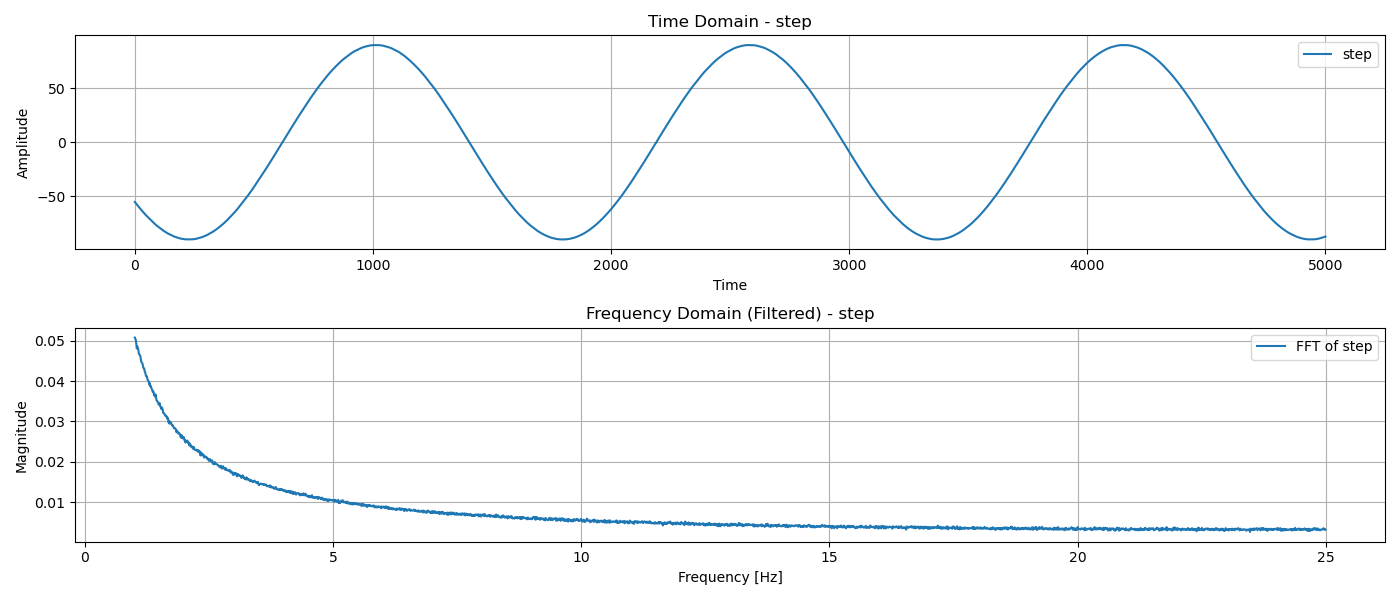 Time Domain - step
step
Amplitude
50
0
−50
0 1000 2000 3000 4000 5000
Time
Frequency Domain (Filtered) - step
FFT of step
Magnitude
0.05
0.04
0.03
0.02
0.01
0 5 10 15 20 25
Frequency [Hz]